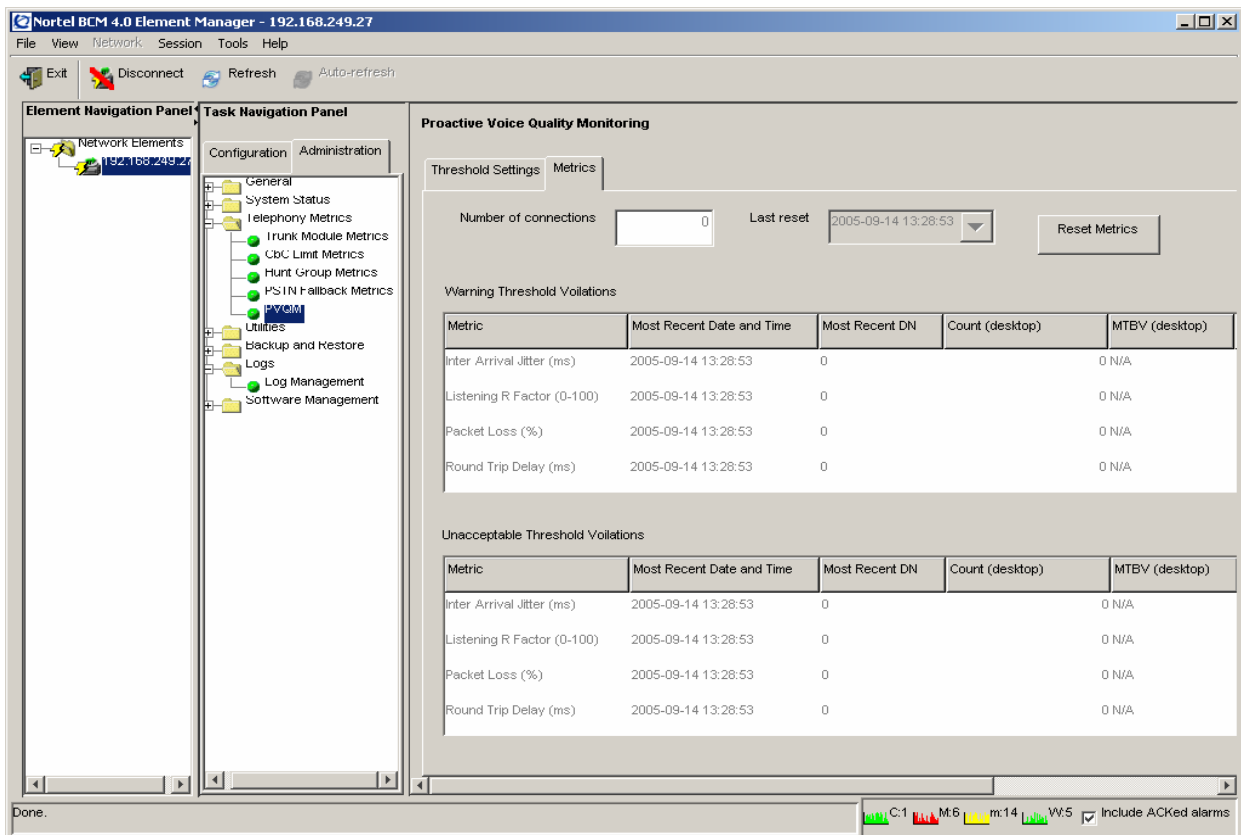 Nortel BCM 4.0 Element Manager - 192.168.249.27
File View Network Session Tools Help
Exit Disconnect Refresh Auto-refresh
Element Navigation Panel
Network Elements
192.168.249.27
Task Navigation Panel
Configuration Administration
General
System Status
Telephony Metrics
Trunk Module Metrics
CbC Limit Metrics
Hunt Group Metrics
PSTN Fallback Metrics
PVQM
Utilities
Backup and Restore
Logs
Log Management
Software Management
Proactive Voice Quality Monitoring
Threshold Settings Metrics
Number of connections 0 Last reset 2005-09-14 13:28:53 Reset Metrics
Warning Threshold Voilations
Metric Most Recent Date and Time Most Recent DN Count (desktop) MTBV (desktop)
Inter Arrival Jitter (ms) 2005-09-14 13:28:53 0 0 N/A
Listening R Factor (0-100) 2005-09-14 13:28:53 0 0 N/A
Packet Loss (%) 2005-09-14 13:28:53 0 0 N/A
Round Trip Delay (ms) 2005-09-14 13:28:53 0 0 N/A
Unacceptable Threshold Voilations
Metric Most Recent Date and Time Most Recent DN Count (desktop) MTBV (desktop)
Inter Arrival Jitter (ms) 2005-09-14 13:28:53 0 0 N/A
Listening R Factor (0-100) 2005-09-14 13:28:53 0 0 N/A
Packet Loss (%) 2005-09-14 13:28:53 0 0 N/A
Round Trip Delay (ms) 2005-09-14 13:28:53 0 0 N/A
Done.
C:1 M:6 m:14 W:5 Include ACKed alarms